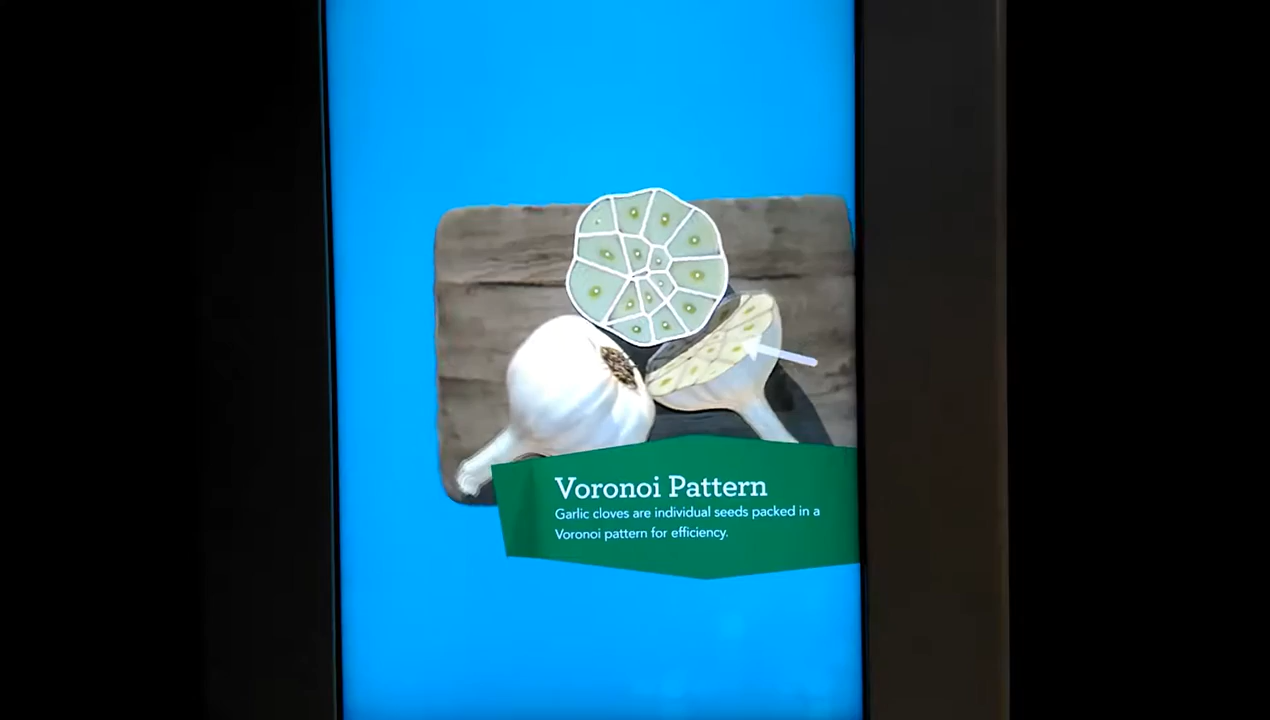 Voronoi Pattern
Garlic cloves are individual seeds packed in a
Voronoi pattern for efficiency.